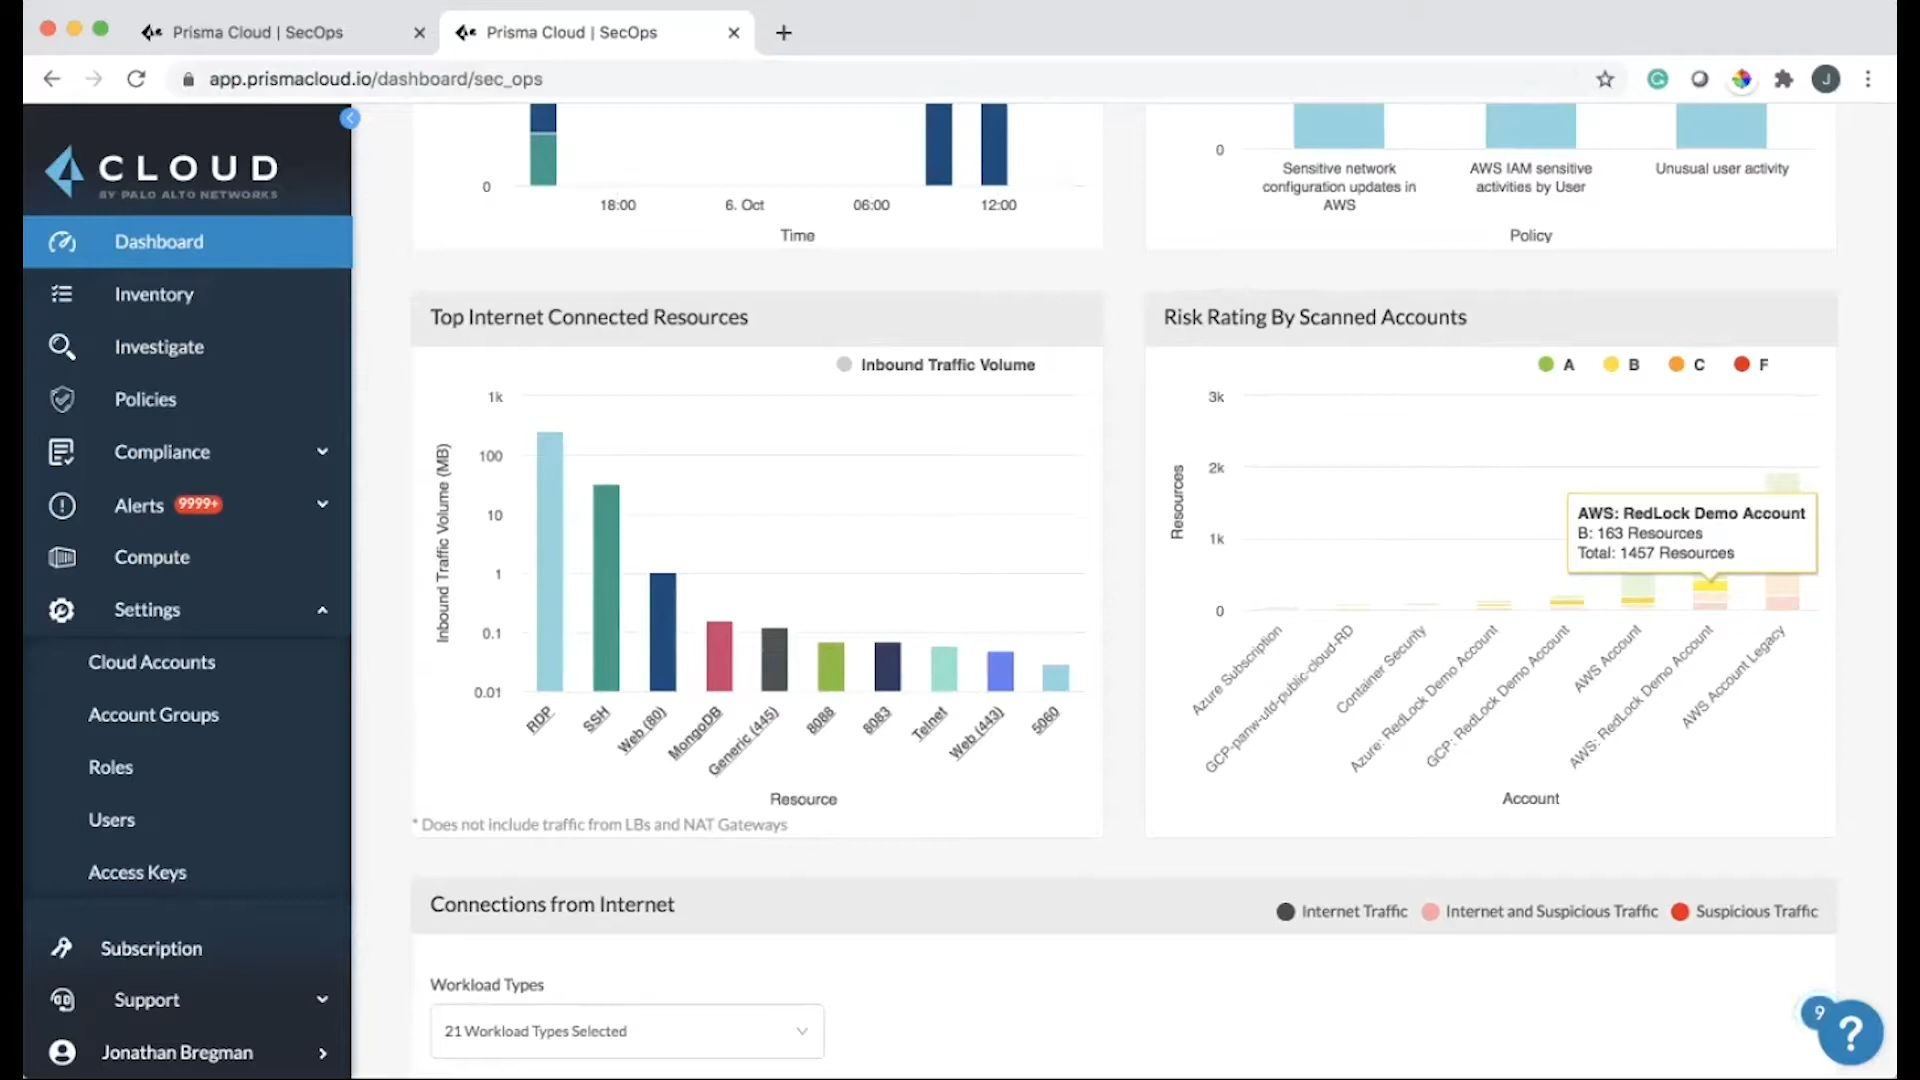 Prisma Cloud | SecOps
Prisma Cloud | SecOps
app.prismacloud.io/dashboard/sec_ops
J
CLOUD
BY PALO ALTO NETWORKS
Dashboard
Inventory
Investigate
Policies
Compliance
Alerts 9999+
Compute
Settings
Cloud Accounts
Account Groups
Roles
Users
Access Keys
Subscription
Support
Jonathan Bregman
0
18:00 6. Oct 06:00 12:00
Time
0
Sensitive network
configuration updates in
AWS
AWS IAM sensitive
activities by User
Unusual user activity
Policy
Top Internet Connected Resources
Inbound Traffic Volume
Inbound Traffic Volume (MB)
1k
100
10
1
0.1
0.01
RDP
SSH
Web (80)
MongoDB
Generic (445)
8088
8083
Telnet
Web (443)
5060
Resource
* Does not include traffic from LBs and NAT Gateways
Risk Rating By Scanned Accounts
A B C F
Resources
3k
2k
1k
0
AWS: RedLock Demo Account
B: 163 Resources
Total: 1457 Resources
Azure Subscription
GCP-panw-utd-public-cloud-RD
Container Security
Azure: RedLock Demo Account
GCP: RedLock Demo Account
AWS Account
AWS: RedLock Demo Account
AWS Account Legacy
Account
Connections from Internet
Internet Traffic Internet and Suspicious Traffic Suspicious Traffic
Workload Types
21 Workload Types Selected
9
?